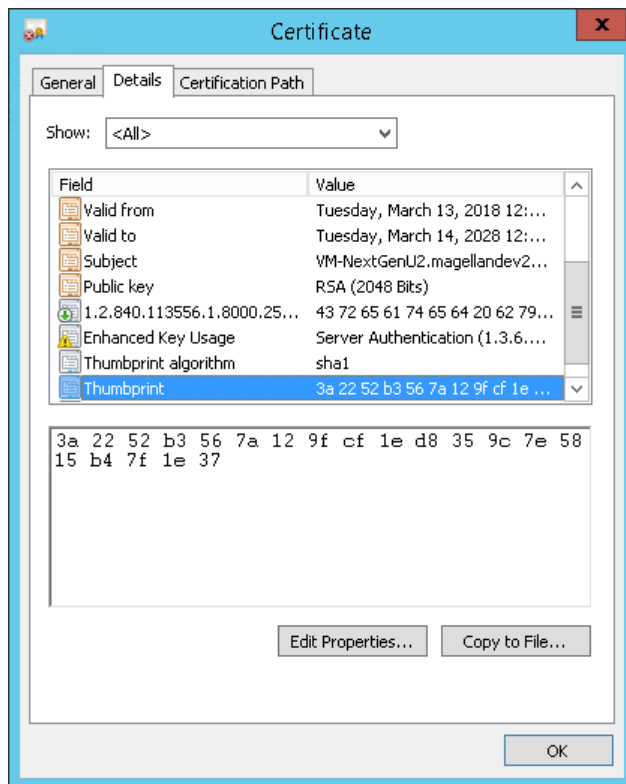 Certificate
x
General Details Certification Path
Show: <All>
Field Value
Valid from Tuesday, March 13, 2018 12:...
Valid to Tuesday, March 14, 2028 12:...
Subject VM-NextGenU2.magellandev2...
Public key RSA (2048 Bits)
1.2.840.113556.1.8000.25... 43 72 65 61 74 65 64 20 62 79...
Enhanced Key Usage Server Authentication (1.3.6....
Thumbprint algorithm sha1
Thumbprint 3a 22 52 b3 56 7a 12 9f cf 1e ...
3a 22 52 b3 56 7a 12 9f cf 1e d8 35 9c 7e 58
15 b4 7f 1e 37
Edit Properties... Copy to File...
OK